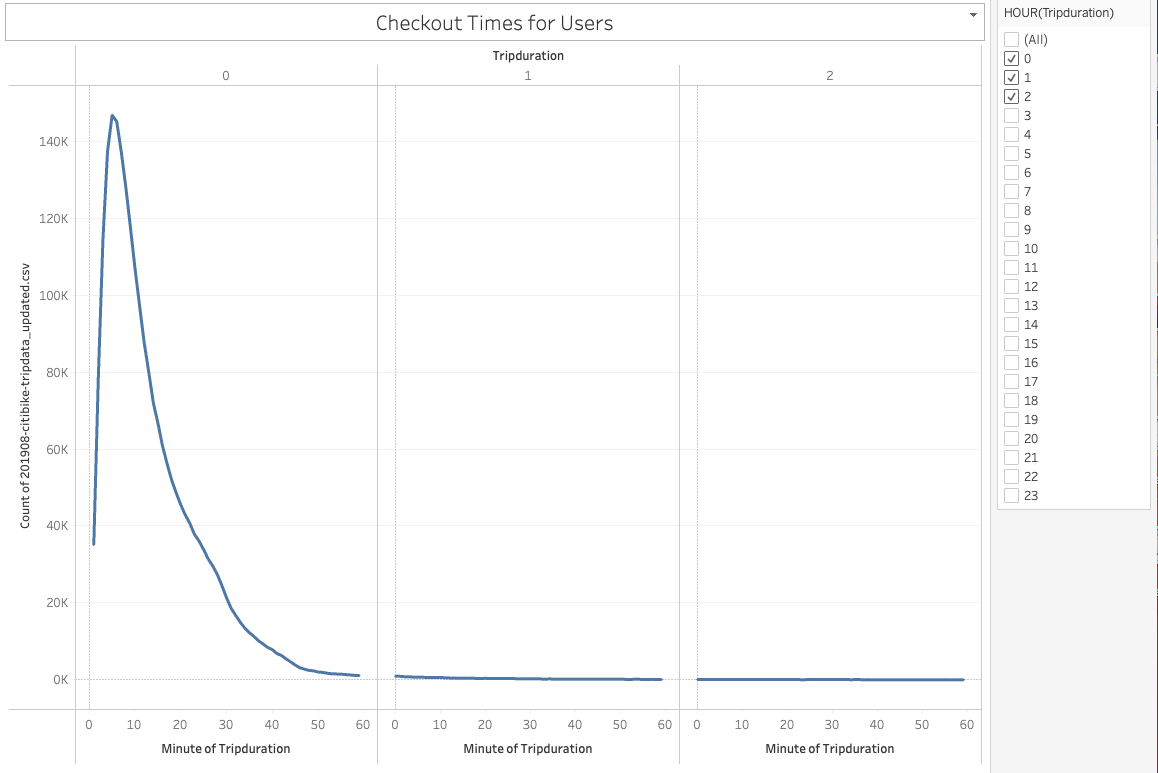 Checkout Times for Users
Tripduration
0 1 2
Count of 201908-citibike-tripdata_updated.csv
140K
120K
100K
80K
60K
40K
20K
0K
0 10 20 30 40 50 60 0 10 20 30 40 50 60 0 10 20 30 40 50 60
Minute of Tripduration Minute of Tripduration Minute of Tripduration
HOUR(Tripduration)
(All)
0
1
2
3
4
5
6
7
8
9
10
11
12
13
14
15
16
17
18
19
20
21
22
23